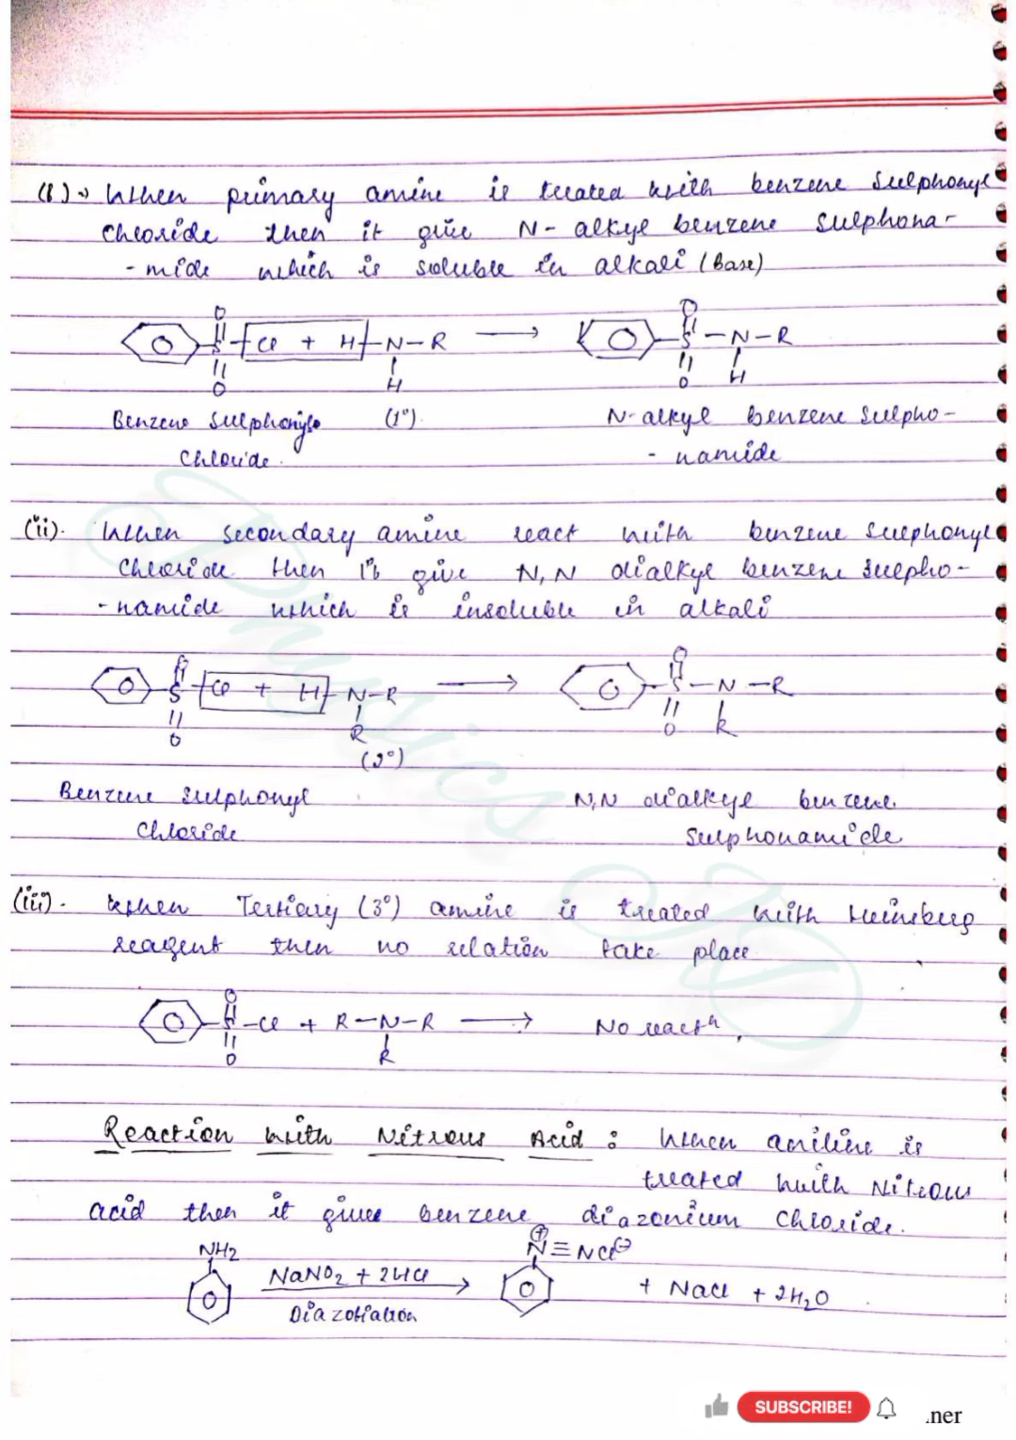 (i) → When primary amine is treated with benzene Sulphonyl
Chloride then it give N-alkyl benzene Sulphona-
-mide which is soluble in alkali (Base)
O O
S Cl + H N-R → S-N-R
O H O H
Benzene Sulphonyl (1°) N-alkyl benzene Sulpho-
Chloride. -namide
(ii). When secondary amine react with benzene Sulphonyl
Chloride then it give N,N dialkyl benzene sulpho-
-namide which is insoluble in alkali
O O
S Cl + H N-R → S-N-R
O R O R
(2°)
Benzene Sulphonyl N,N dialkyl benzene
Chloride Sulphonamide
(iii). When Tertiary (3°) amine is treated with Heinsberg
reagent then no relation take place
O
S-Cl + R-N-R → No reactⁿ
O R
Reaction with Nitrous Acid : When aniline is
treated with Nitrous
acid then it gives benzene diazonium Chloride.
NH2 N⊕≡NCl⊖
NaNO2 + 2HCl → + NaCl + 2H2O
Diazotiation
Physics
SUBSCRIBE! .ner